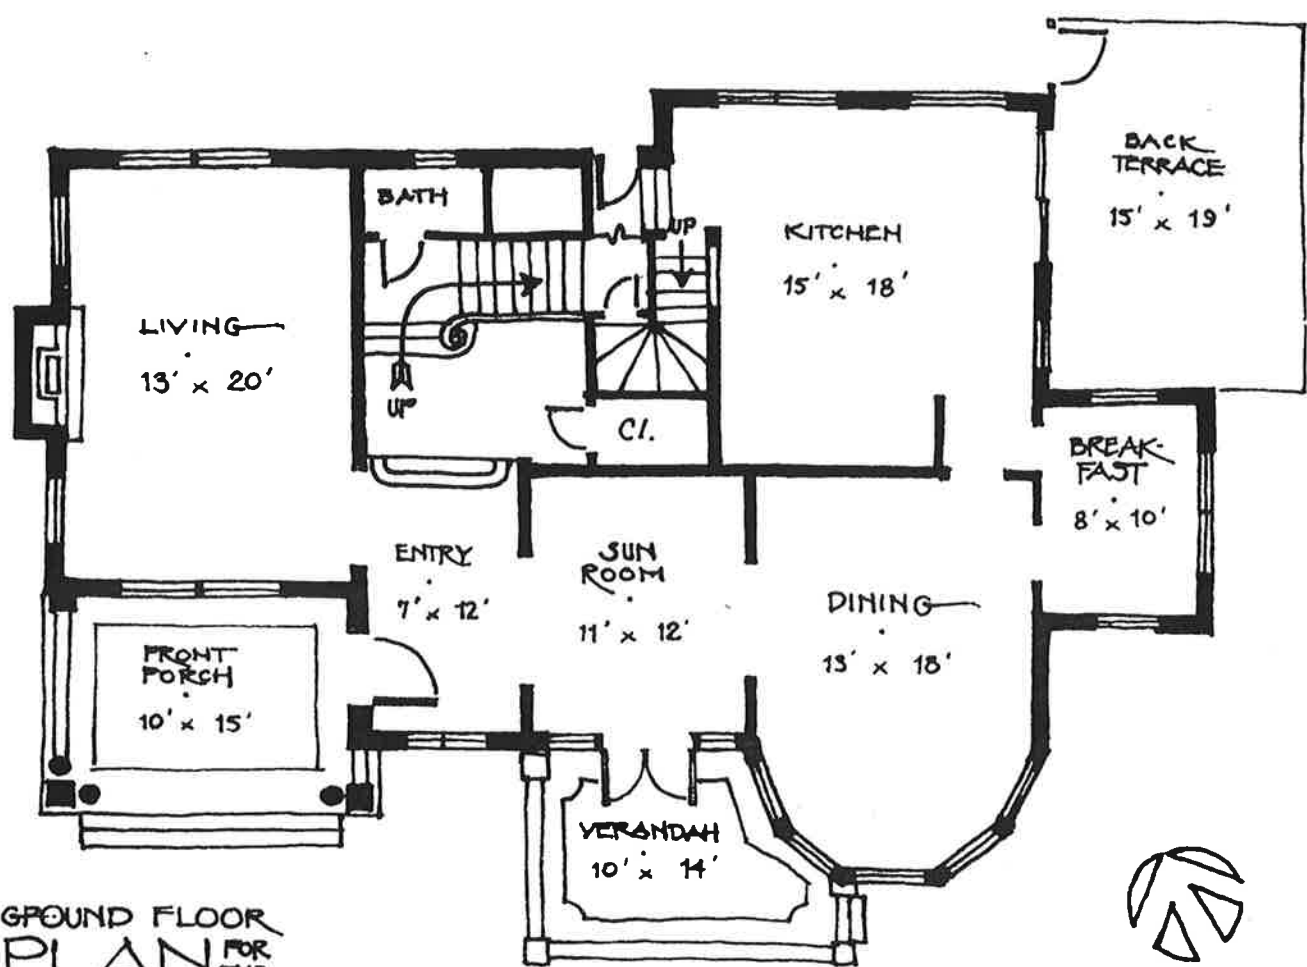 BACK
TERRACE
15' x 19'
BATH
UP
KITCHEN
15' x 18'
LIVING
13' x 20'
UP
Cl.
BREAK-
FAST
8' x 10'
ENTRY
7' x 12'
SUN
ROOM
11' x 12'
DINING
13' x 18'
FRONT
PORCH
10' x 15'
VERANDAH
10' x 14'
GROUND FLOOR
PLAN FOR